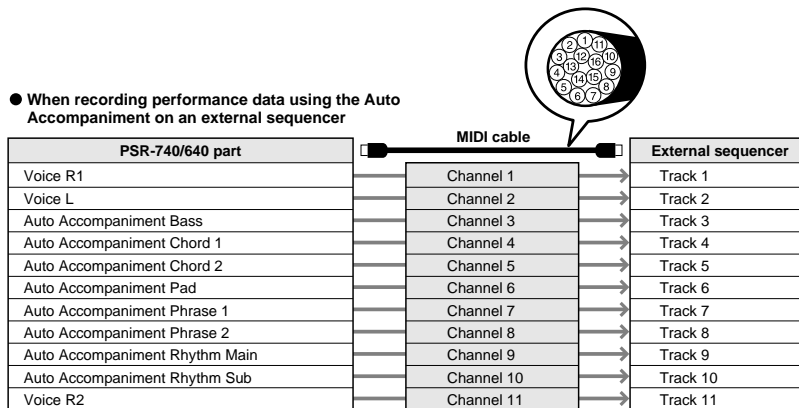 2 1 11
3 12 16 10
4 13 9
14 15
5 8
6 7
● When recording performance data using the Auto
Accompaniment on an external sequencer
MIDI cable
PSR-740/640 part External sequencer
Voice R1 Channel 1 Track 1
Voice L Channel 2 Track 2
Auto Accompaniment Bass Channel 3 Track 3
Auto Accompaniment Chord 1 Channel 4 Track 4
Auto Accompaniment Chord 2 Channel 5 Track 5
Auto Accompaniment Pad Channel 6 Track 6
Auto Accompaniment Phrase 1 Channel 7 Track 7
Auto Accompaniment Phrase 2 Channel 8 Track 8
Auto Accompaniment Rhythm Main Channel 9 Track 9
Auto Accompaniment Rhythm Sub Channel 10 Track 10
Voice R2 Channel 11 Track 11